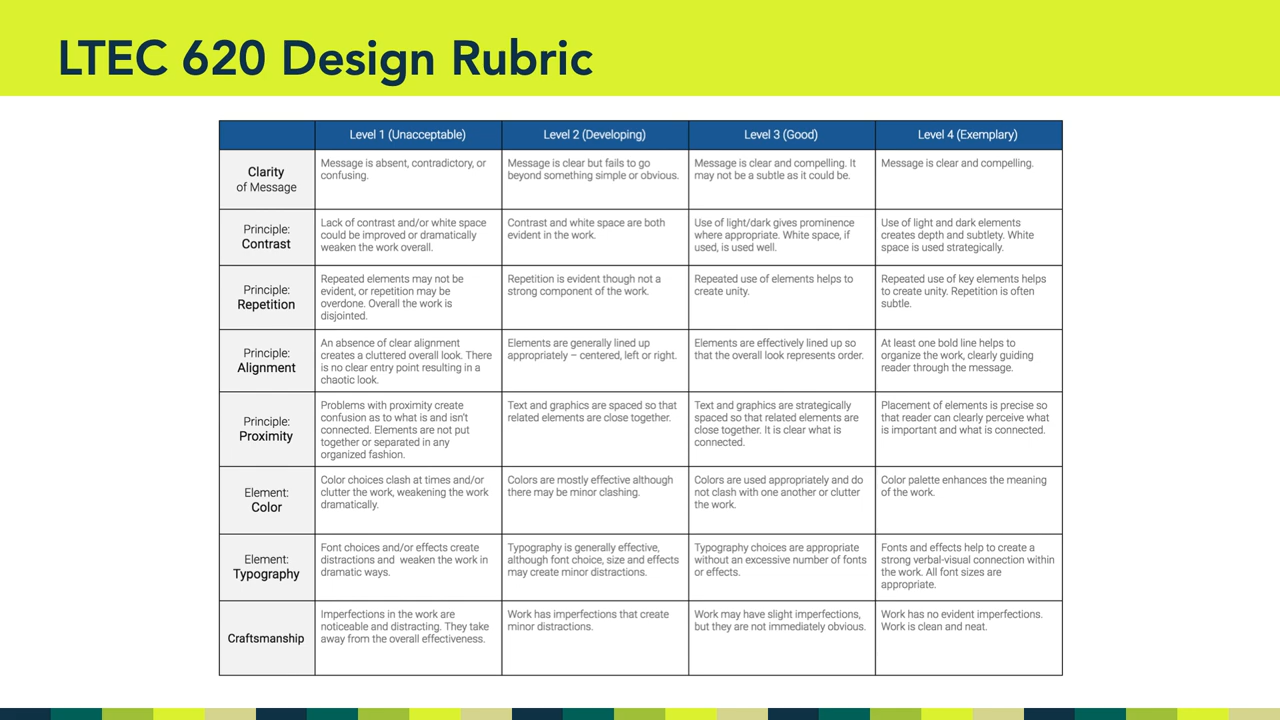 LTEC 620 Design Rubric
Level 1 (Unacceptable)
Level 2 (Developing)
Level 3 (Good)
Level 4 (Exemplary)
Clarity
of Message
Message is absent, contradictory, or
confusing.
Message is clear but fails to go
beyond something simple or obvious.
Message is clear and compelling. It
may not be a subtle as it could be.
Message is clear and compelling.
Principle:
Contrast
Lack of contrast and/or white space
could be improved or dramatically
weaken the work overall.
Contrast and white space are both
evident in the work.
Use of light/dark gives prominence
where appropriate. White space, if
used, is used well.
Use of light and dark elements
creates depth and subtlety. White
space is used strategically.
Principle:
Repetition
Repeated elements may not be
evident, or repetition may be
overdone. Overall the work is
disjointed.
Repetition is evident though not a
strong component of the work.
Repeated use of elements helps to
create unity.
Repeated use of key elements helps
to create unity. Repetition is often
subtle.
Principle:
Alignment
An absence of clear alignment
creates a cluttered overall look. There
is no clear entry point resulting in a
chaotic look.
Elements are generally lined up
appropriately – centered, left or right.
Elements are effectively lined up so
that the overall look represents order.
At least one bold line helps to
organize the work, clearly guiding
reader through the message.
Principle:
Proximity
Problems with proximity create
confusion as to what is and isn't
connected. Elements are not put
together or separated in any
organized fashion.
Text and graphics are spaced so that
related elements are close together.
Text and graphics are strategically
spaced so that related elements are
close together. It is clear what is
connected.
Placement of elements is precise so
that reader can clearly perceive what
is important and what is connected.
Element:
Color
Color choices clash at times and/or
clutter the work, weakening the work
dramatically.
Colors are mostly effective although
there may be minor clashing.
Colors are used appropriately and do
not clash with one another or clutter
the work.
Color palette enhances the meaning
of the work.
Element:
Typography
Font choices and/or effects create
distractions and weaken the work in
dramatic ways.
Typography is generally effective,
although font choice, size and effects
may create minor distractions.
Typography choices are appropriate
without an excessive number of fonts
or effects.
Fonts and effects help to create a
strong verbal-visual connection within
the work. All font sizes are
appropriate.
Craftsmanship
Imperfections in the work are
noticeable and distracting. They take
away from the overall effectiveness.
Work has imperfections that create
minor distractions.
Work may have slight imperfections,
but they are not immediately obvious.
Work has no evident imperfections.
Work is clean and neat.